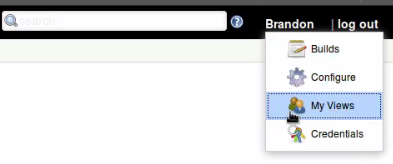 search
Brandon | log out
Builds
Configure
My Views
Credentials